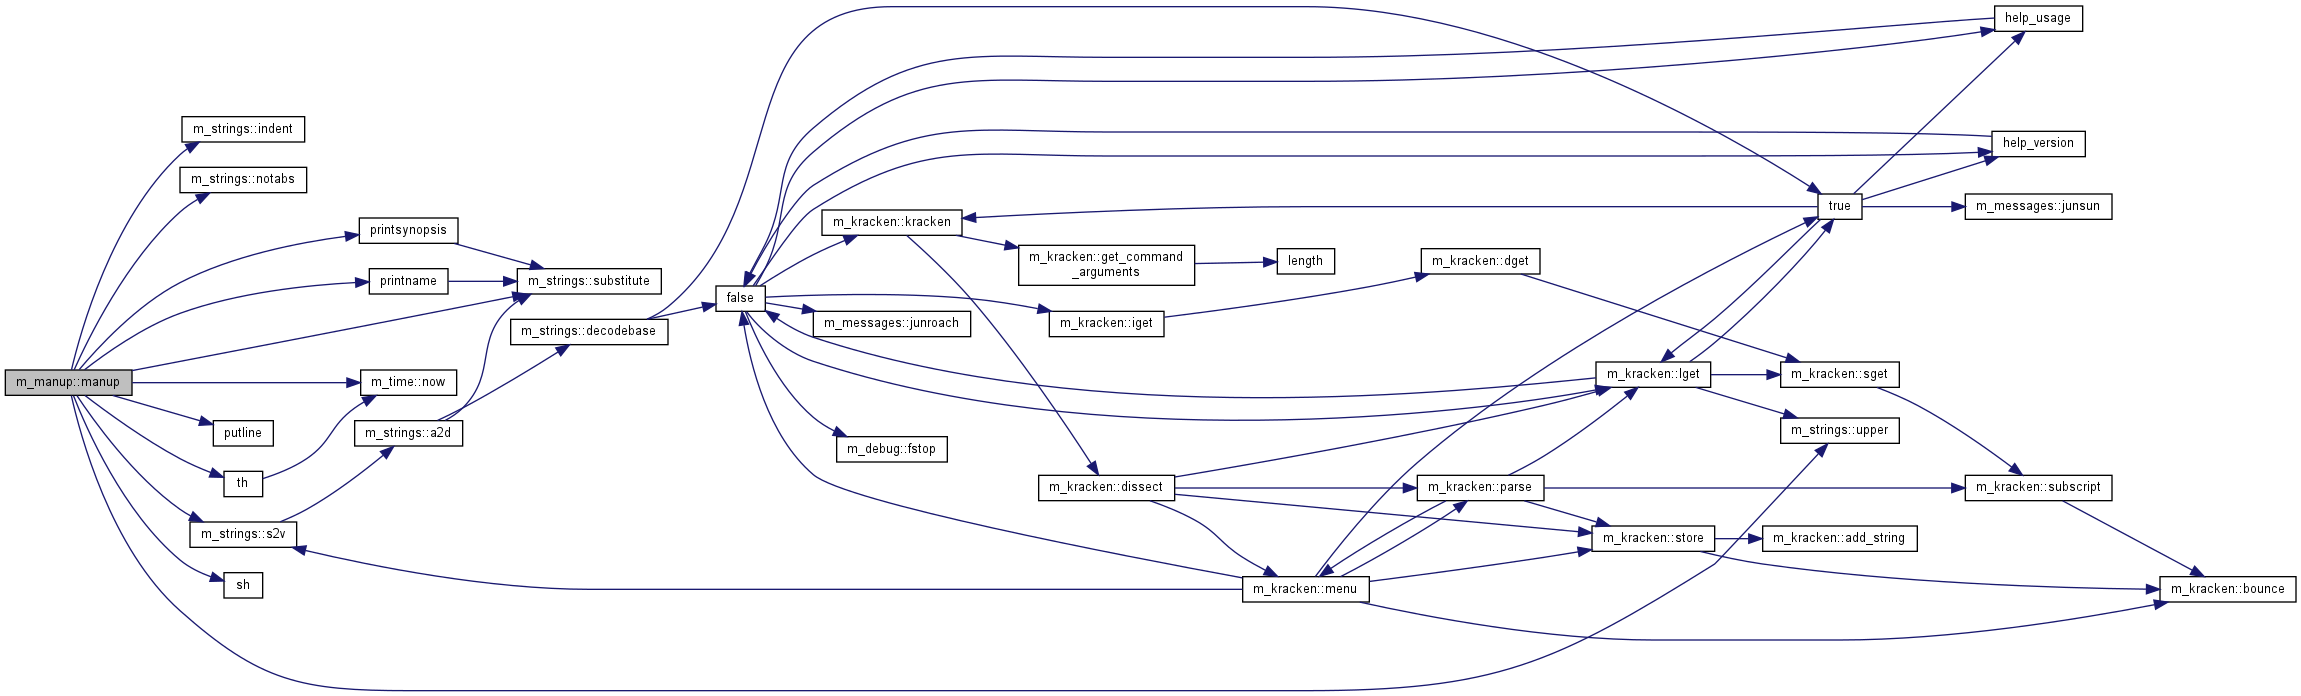 help_usage
m_strings::indent
help_version
m_strings::notabs
true
m_messages::junsun
printsynopsis
m_kracken::kracken
m_kracken::get_command
_arguments
length
m_kracken::dget
printname
m_strings::substitute
false
m_strings::decodebase
m_messages::junroach
m_kracken::iget
m_manup::manup
m_time::now
m_kracken::lget
m_kracken::sget
putline
m_strings::a2d
m_debug::fstop
m_strings::upper
th
m_kracken::dissect
m_kracken::parse
m_kracken::subscript
m_strings::s2v
m_kracken::store
m_kracken::add_string
sh
m_kracken::menu
m_kracken::bounce